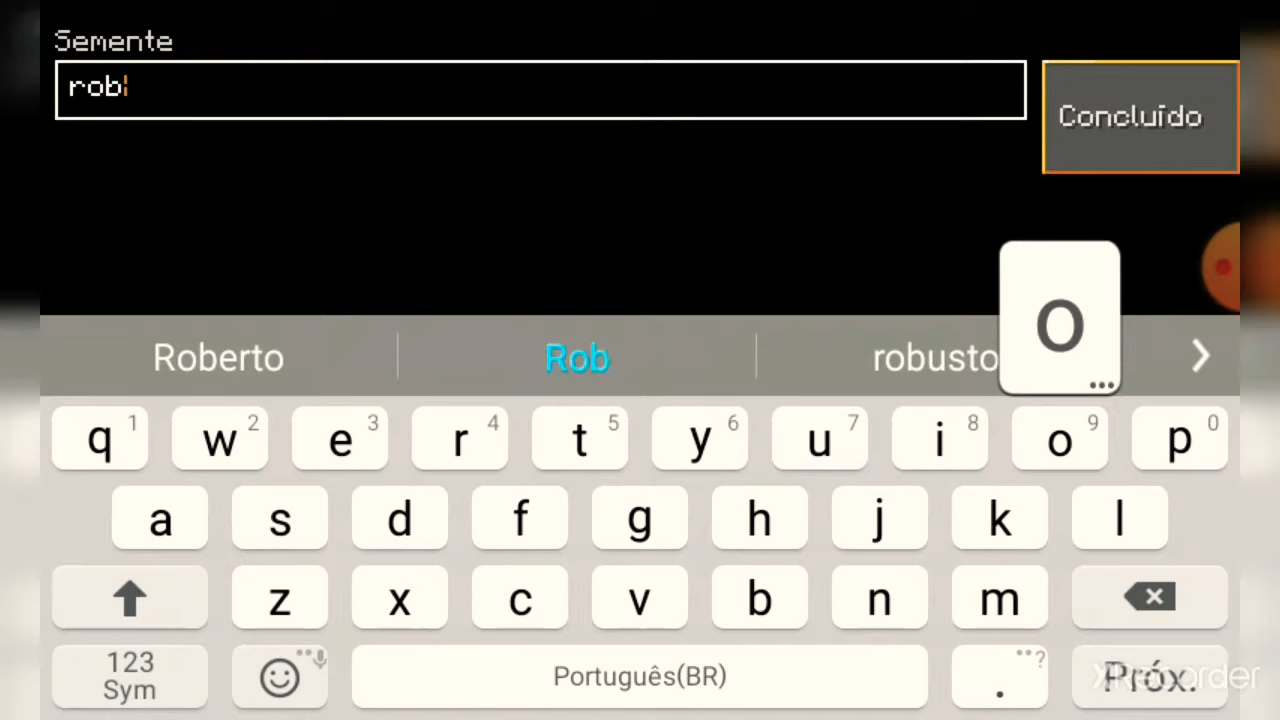 Semente
rob
Concluído
O
Roberto Rob robusto
q 1 w 2 e 3 r 4 t 5 y 6 u 7 i 8 o 9 p 0
a s d f g h j k l
z x c v b n m
123 Sym Português(BR) . ? Próx.
XRecorder